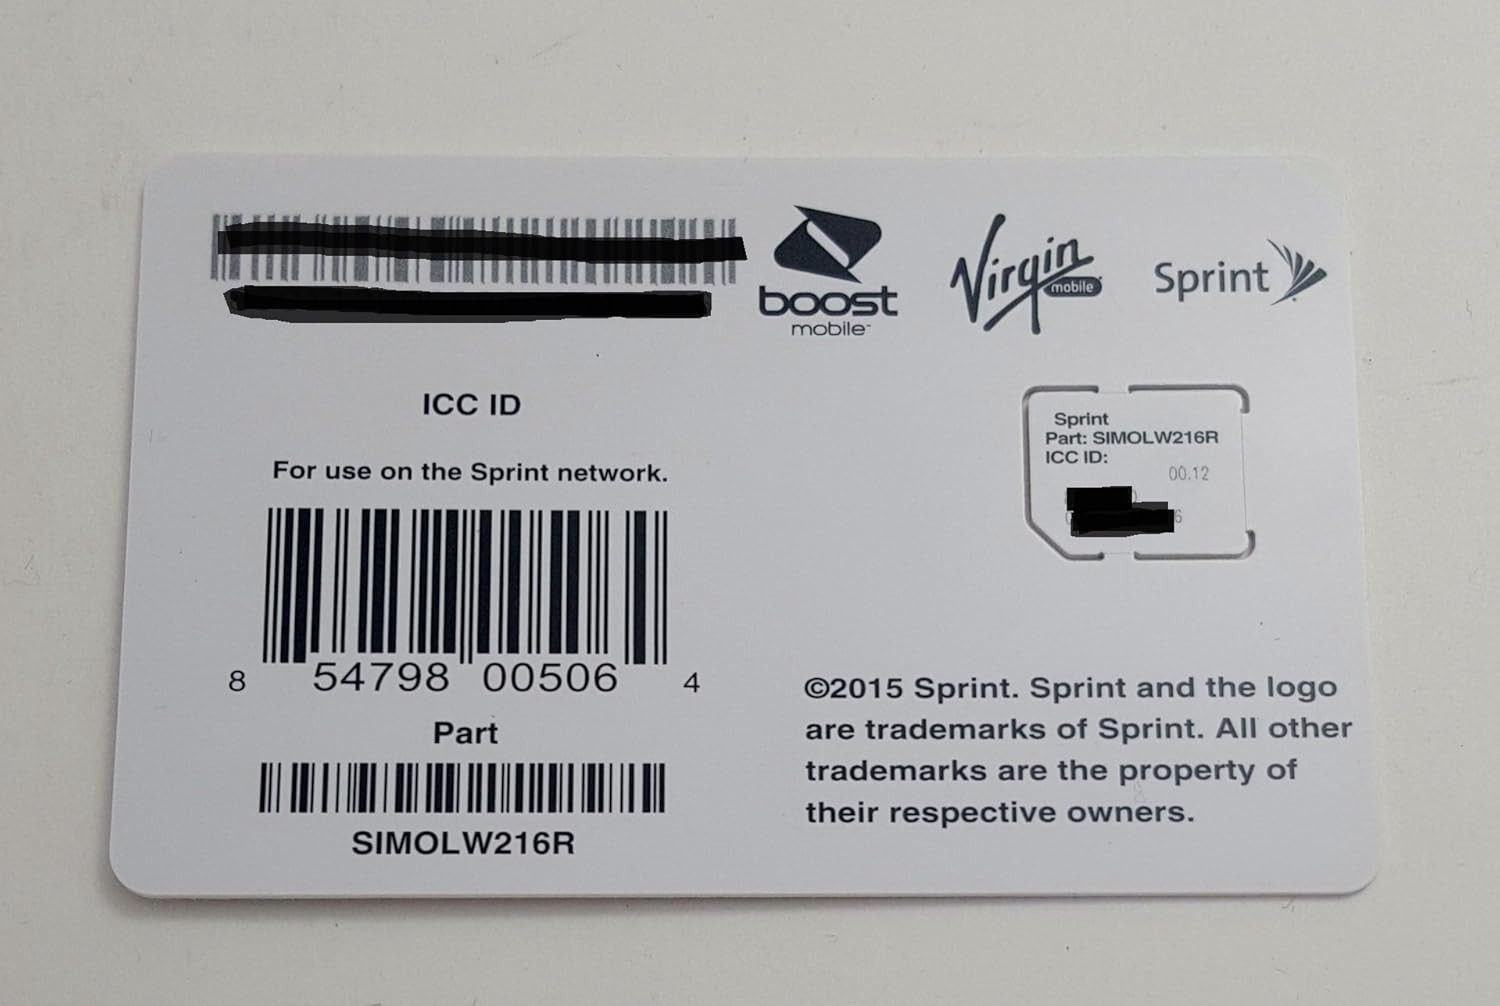 boost
mobile
Virgin
mobile
Sprint
ICC ID
For use on the Sprint network.
8 54798 00506 4
Part
SIMOLW216R
Sprint
Part: SIMOLW216R
ICC ID:
00.12
6
©2015 Sprint. Sprint and the logo
are trademarks of Sprint. All other
trademarks are the property of
their respective owners.